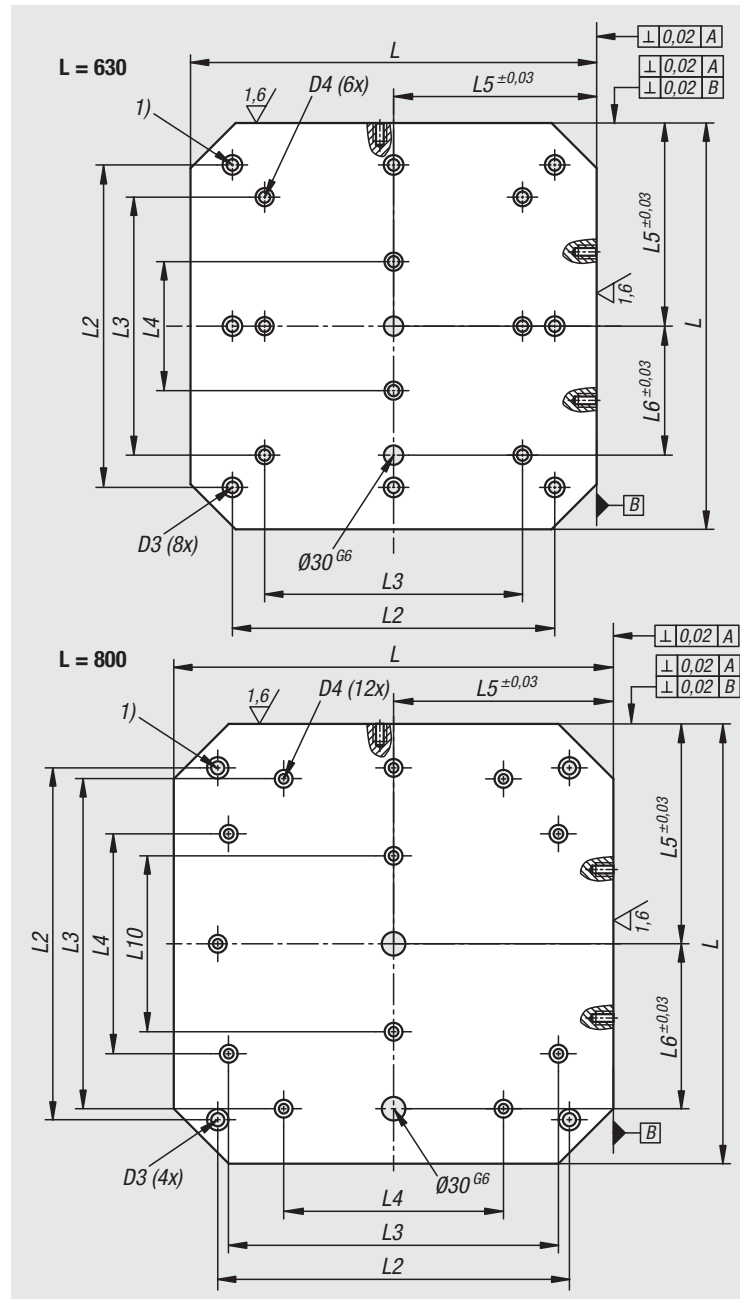 L = 630
L
⊥ 0,02 A
L5 ±0,03
⊥ 0,02 A
⊥ 0,02 B
D4 (6x)
1,6
1)
L5 ±0,03
L2
L3
L4
1,6
L
L6 ±0,03
B
D3 (8x)
Ø30 G6
L3
L2
L = 800
L
⊥ 0,02 A
L5 ±0,03
⊥ 0,02 A
⊥ 0,02 B
D4 (12x)
1,6
1)
L5 ±0,03
L2
L3
L4
L10
1,6
L
L6 ±0,03
B
D3 (4x)
Ø30 G6
L4
L3
L2